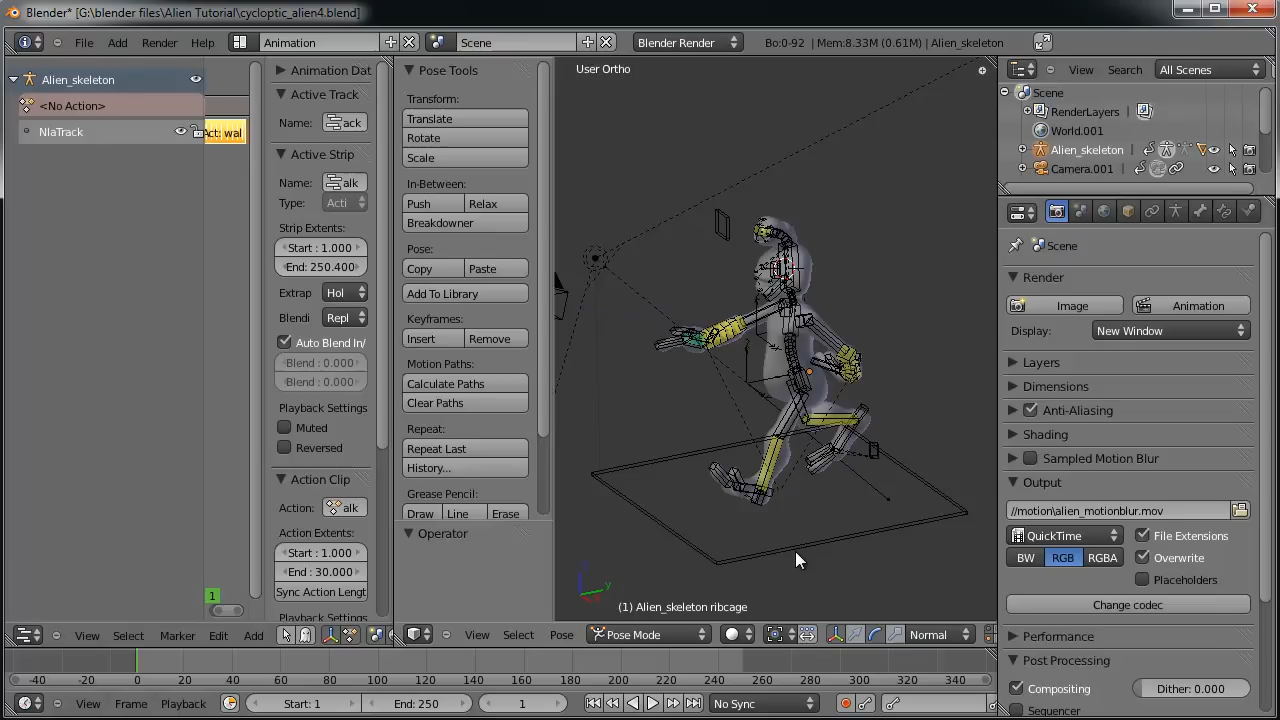 Blender* [G:\blender files\Alien Tutorial\cycloptic_alien4.blend]
File Add Render Help Animation Scene Blender Render Bo:0-92 | Mem:8.33M (0.61M) | Alien_skeleton
Alien_skeleton
<No Action>
NlaTrack
Act: wal
1
View Select Marker Edit Add
Animation Dat
Active Track
Name: ack
Active Strip
Name: alk
Type: Acti
Strip Extents:
Start : 1.000
End: 250.400
Extrap Hol
Blendi Repl
Auto Blend In/
Blend : 0.000
Blend : 0.000
Playback Settings
Muted
Reversed
Action Clip
Action: alk
Action Extents:
Start : 1.000
End : 30.000
Sync Action Lengt
Playback Settings
Pose Tools
Transform:
Translate
Rotate
Scale
In-Between:
Push Relax
Breakdowner
Pose:
Copy Paste
Add To Library
Keyframes:
Insert Remove
Motion Paths:
Calculate Paths
Clear Paths
Repeat:
Repeat Last
History...
Grease Pencil:
Draw Line Erase
Operator
User Ortho
z
y
(1) Alien_skeleton ribcage
View Select Pose Pose Mode Normal
View Search All Scenes
Scene
RenderLayers
World.001
Alien_skeleton
Camera.001
Scene
Render
Image Animation
Display: New Window
Layers
Dimensions
Anti-Aliasing
Shading
Sampled Motion Blur
Output
//motion\alien_motionblur.mov
QuickTime File Extensions
BW RGB RGBA Overwrite
Placeholders
Change codec
Performance
Post Processing
Compositing Dither: 0.000
Sequencer
-40 -20 0 20 40 60 80 100 120 140 160 180 200 220 240 260 280 300 320 340
View Frame Playback Start: 1 End: 250 1 No Sync